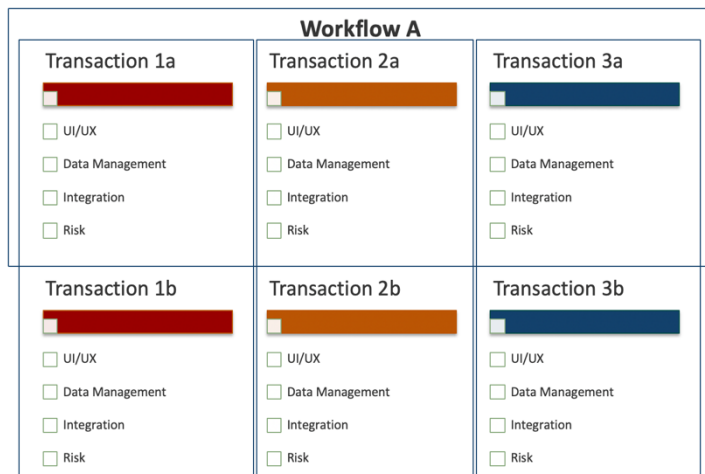 Workflow A
Transaction 1a
UI/UX
Data Management
Integration
Risk
Transaction 2a
UI/UX
Data Management
Integration
Risk
Transaction 3a
UI/UX
Data Management
Integration
Risk
Transaction 1b
UI/UX
Data Management
Integration
Risk
Transaction 2b
UI/UX
Data Management
Integration
Risk
Transaction 3b
UI/UX
Data Management
Integration
Risk